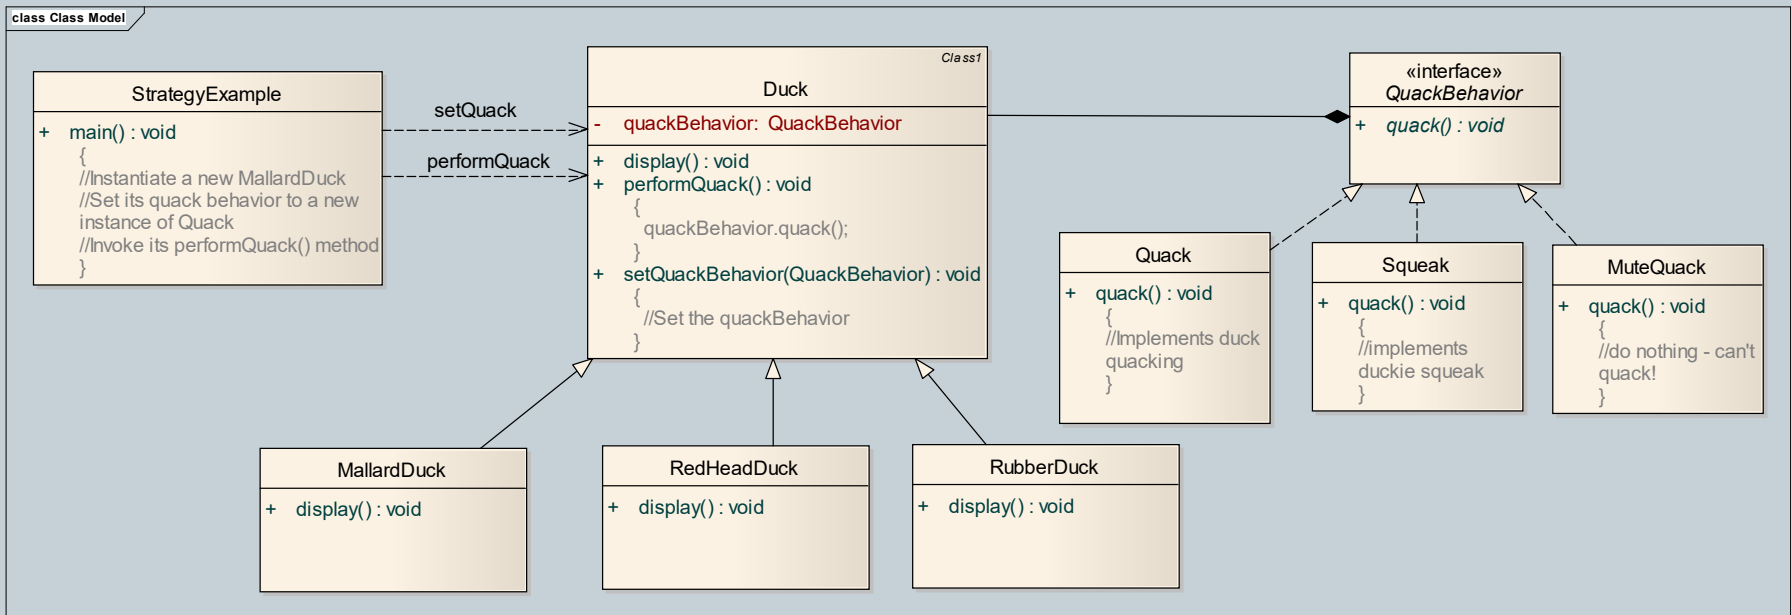 class Class Model
StrategyExample
+ main() : void
{
//Instantiate a new MallardDuck
//Set its quack behavior to a new
instance of Quack
//Invoke its performQuack() method
}
setQuack
performQuack
Class1
Duck
- quackBehavior: QuackBehavior
+ display() : void
+ performQuack() : void
{
quackBehavior.quack();
}
+ setQuackBehavior(QuackBehavior) : void
{
//Set the quackBehavior
}
«interface»
QuackBehavior
+ quack() : void
Quack
+ quack() : void
{
//Implements duck
quacking
}
Squeak
+ quack() : void
{
//implements
duckie squeak
}
MuteQuack
+ quack() : void
{
//do nothing - can't
quack!
}
MallardDuck
+ display() : void
RedHeadDuck
+ display() : void
RubberDuck
+ display() : void